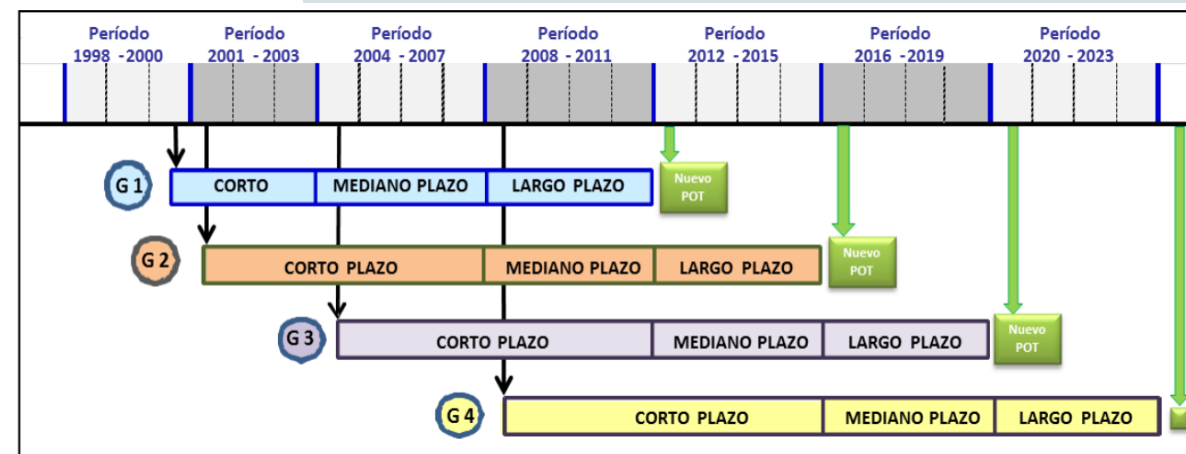 Período Período Período Período Período Período Período
1998 -2000 2001 - 2003 2004 - 2007 2008 - 2011 2012 - 2015 2016 -2019 2020 - 2023
G 1 CORTO MEDIANO PLAZO LARGO PLAZO Nuevo
POT
G 2 CORTO PLAZO MEDIANO PLAZO LARGO PLAZO Nuevo
POT
G 3 CORTO PLAZO MEDIANO PLAZO LARGO PLAZO Nuevo
POT
G 4 CORTO PLAZO MEDIANO PLAZO LARGO PLAZO